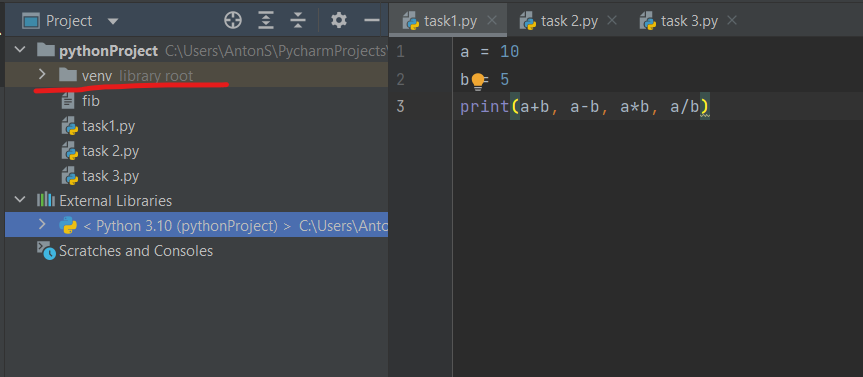 Project
pythonProject C:\Users\AntonS\PycharmProjects\
venv library root
fib
task1.py
task 2.py
task 3.py
External Libraries
< Python 3.10 (pythonProject) > C:\Users\Anto
Scratches and Consoles
task1.py task 2.py task 3.py
1 a = 10
2 b = 5
3 print(a+b, a-b, a*b, a/b)